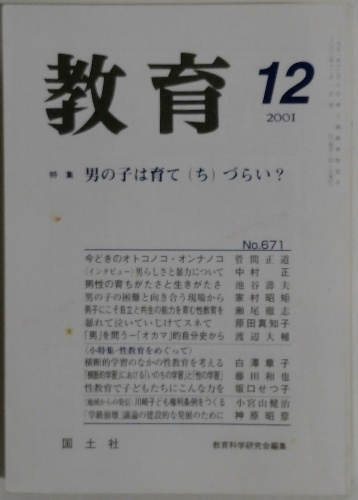 教育
12
2001
特集 男の子は育て(ち)づらい?
No.671
今どきのオトコノコ・オンナノコ 菅間正道
〈インタビュー〉男らしさと暴力について 中村 正
男性の育ちがたさと生きがたさ 池谷壽夫
男の子の困難と向き合う現場から 家村昭矩
男子にこそ自立と共生の能力を育む性教育を 瀬尾徹志
暴れて泣いていじけてスネて 原田真知子
「男」を問う―「オカマ」的自分史から 渡辺大輔
〈小特集・性教育をめぐって〉
横断的学習のなかの性教育を考える 白澤章子
「横断的学習」における「いのちの学習」と「性の学習」 藤田和也
性教育で子どもたちにこんな力を 坂口せつ子
〈地域からの発信〉川崎子ども権利条例をつくる 小宮山健治
「学級崩壊」議論の建設的な発展のために 神原昭彦
国土社
教育科学研究会編集